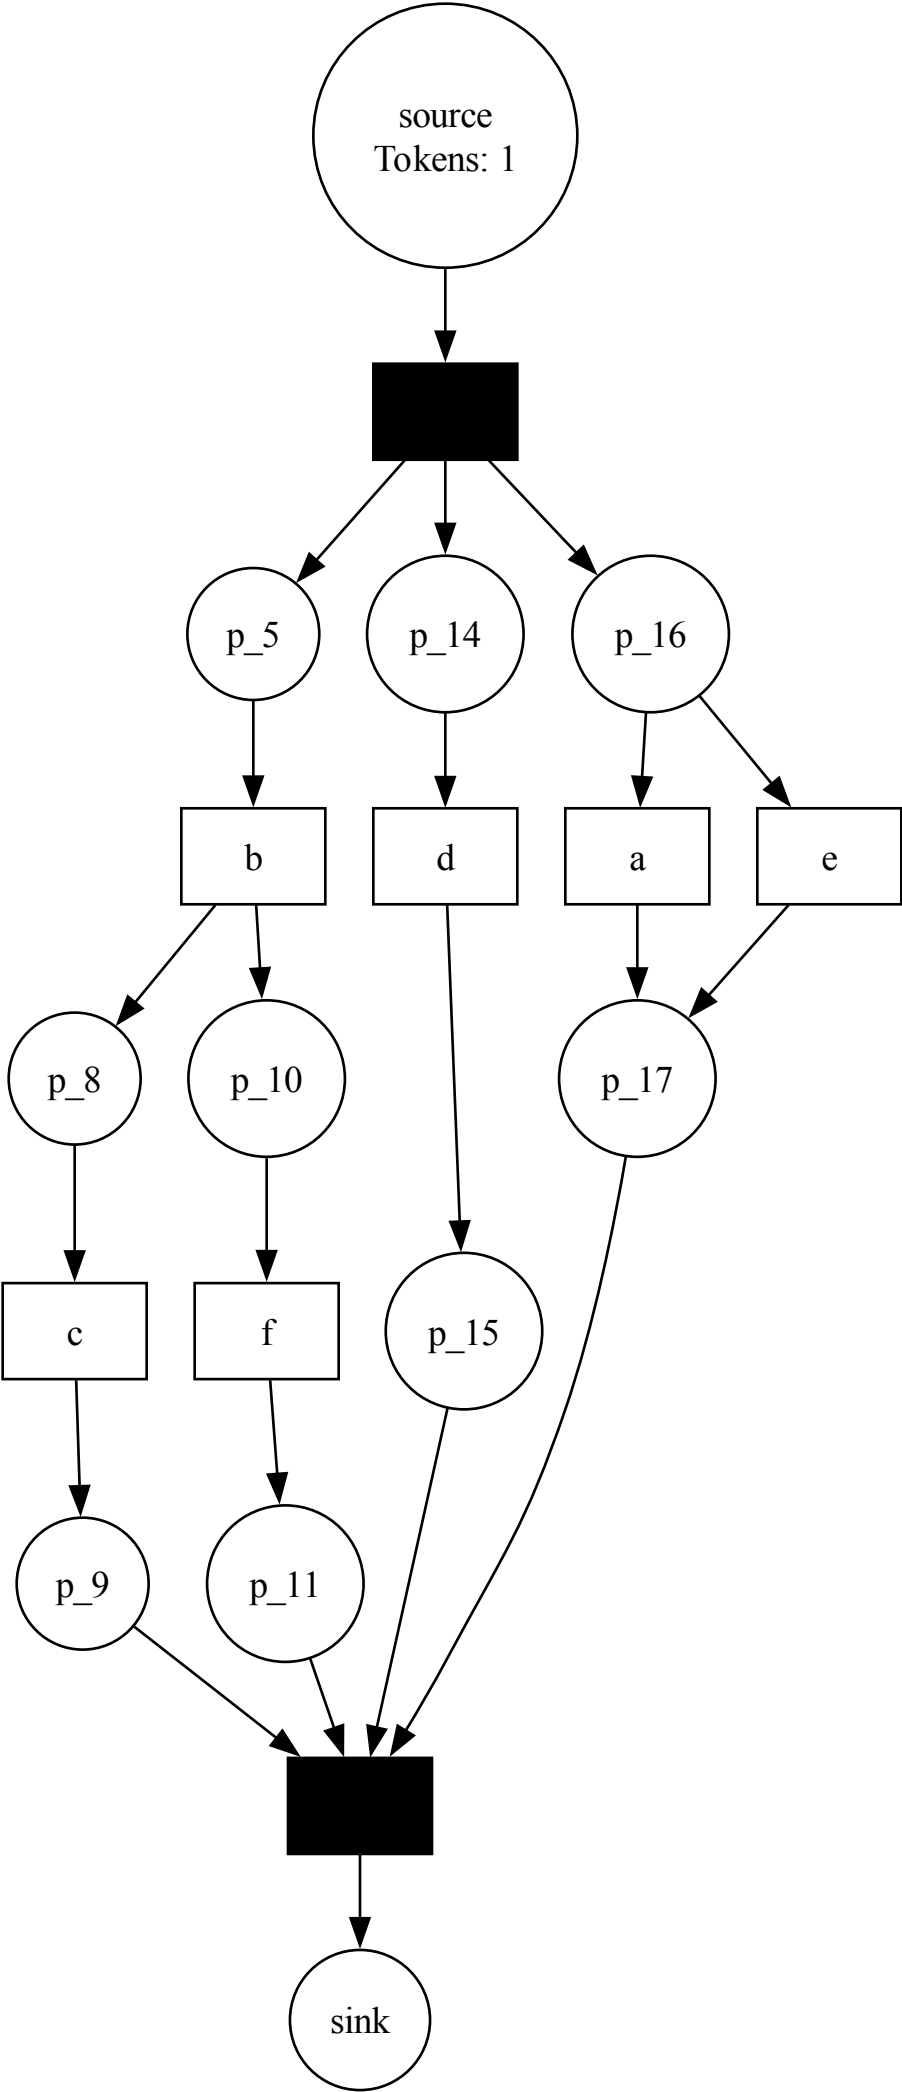 source
Tokens: 1
p_5
p_14
p_16
b
d
a
e
p_8
p_10
p_17
c
f
p_15
p_9
p_11
sink